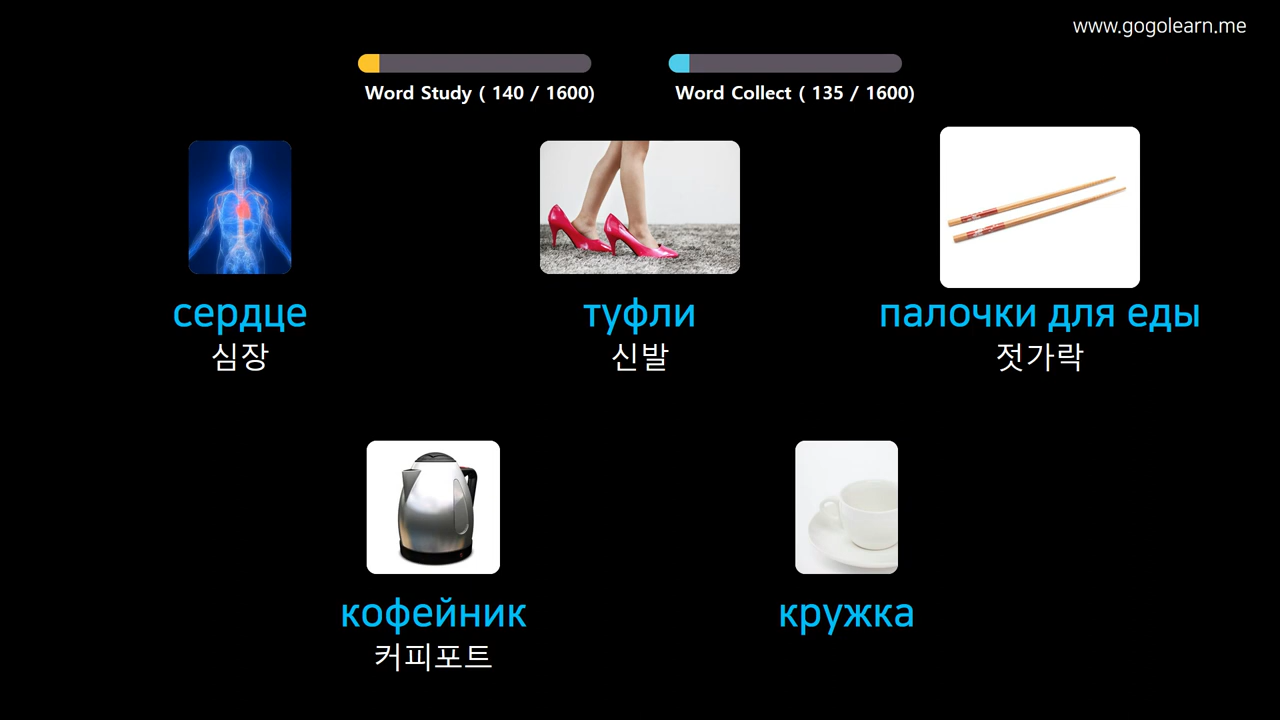 www.gogolearn.me
Word Study ( 140 / 1600)
Word Collect ( 135 / 1600)
сердце
심장
туфли
신발
палочки для еды
젓가락
кофейник
커피포트
кружка